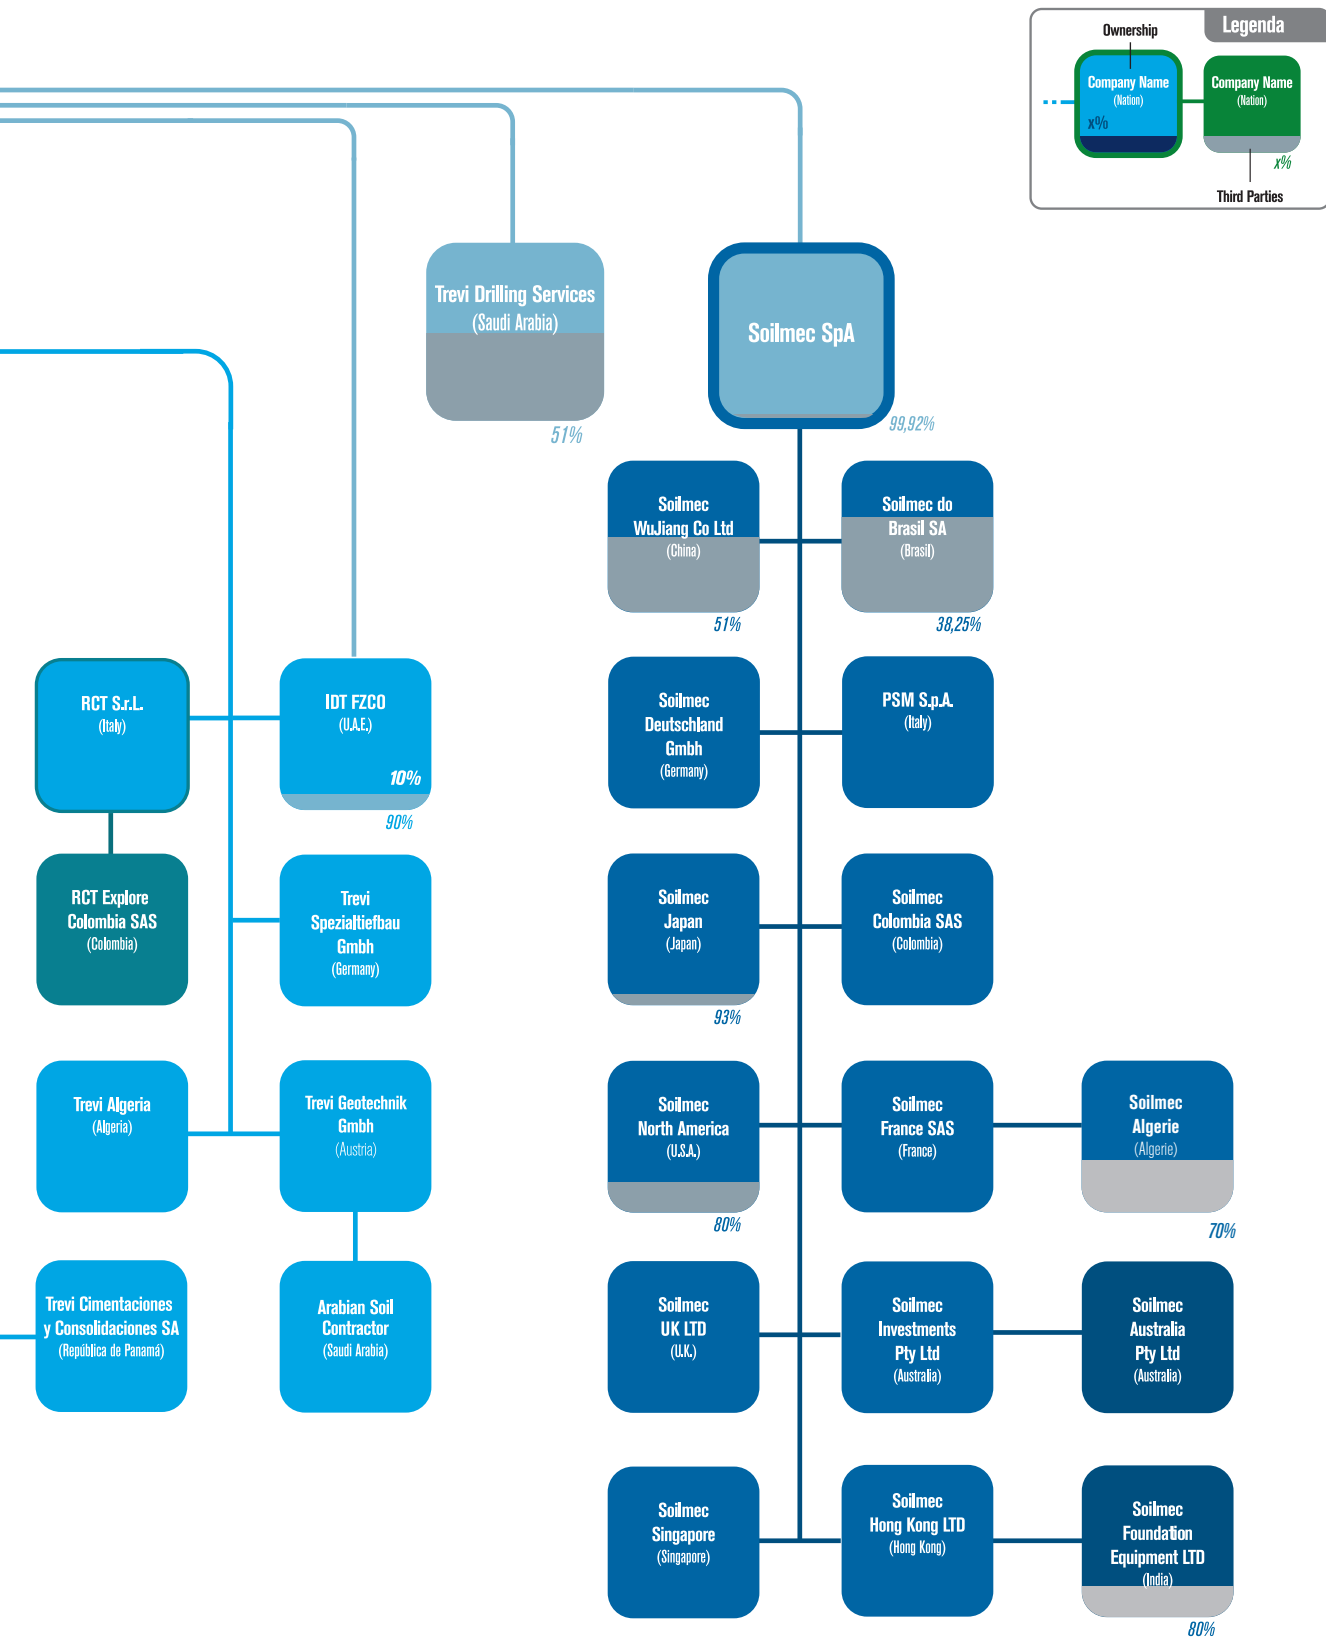 Legenda
Ownership
Company Name
(Nation)
x%
Company Name
(Nation)
x%
Third Parties
Trevi Drilling Services
(Saudi Arabia)
51%
Soilmec SpA
99,92%
Soilmec
WuJiang Co Ltd
(China)
51%
Soilmec do
Brasil SA
(Brasil)
38,25%
RCT S.r.L.
(Italy)
IDT FZCO
(U.A.E.)
10%
90%
Soilmec
Deutschland
Gmbh
(Germany)
PSM S.p.A.
(Italy)
RCT Explore
Colombia SAS
(Colombia)
Trevi
Spezialtiefbau
Gmbh
(Germany)
Soilmec
Japan
(Japan)
93%
Soilmec
Colombia SAS
(Colombia)
Trevi Algeria
(Algeria)
Trevi Geotechnik
Gmbh
(Austria)
Soilmec
North America
(U.S.A.)
80%
Soilmec
France SAS
(France)
Soilmec
Algerie
(Algerie)
70%
Trevi Cimentaciones
y Consolidaciones SA
(República de Panamá)
Arabian Soil
Contractor
(Saudi Arabia)
Soilmec
UK LTD
(U.K.)
Soilmec
Investments
Pty Ltd
(Australia)
Soilmec
Australia
Pty Ltd
(Australia)
Soilmec
Singapore
(Singapore)
Soilmec
Hong Kong LTD
(Hong Kong)
Soilmec
Foundation
Equipment LTD
(India)
80%